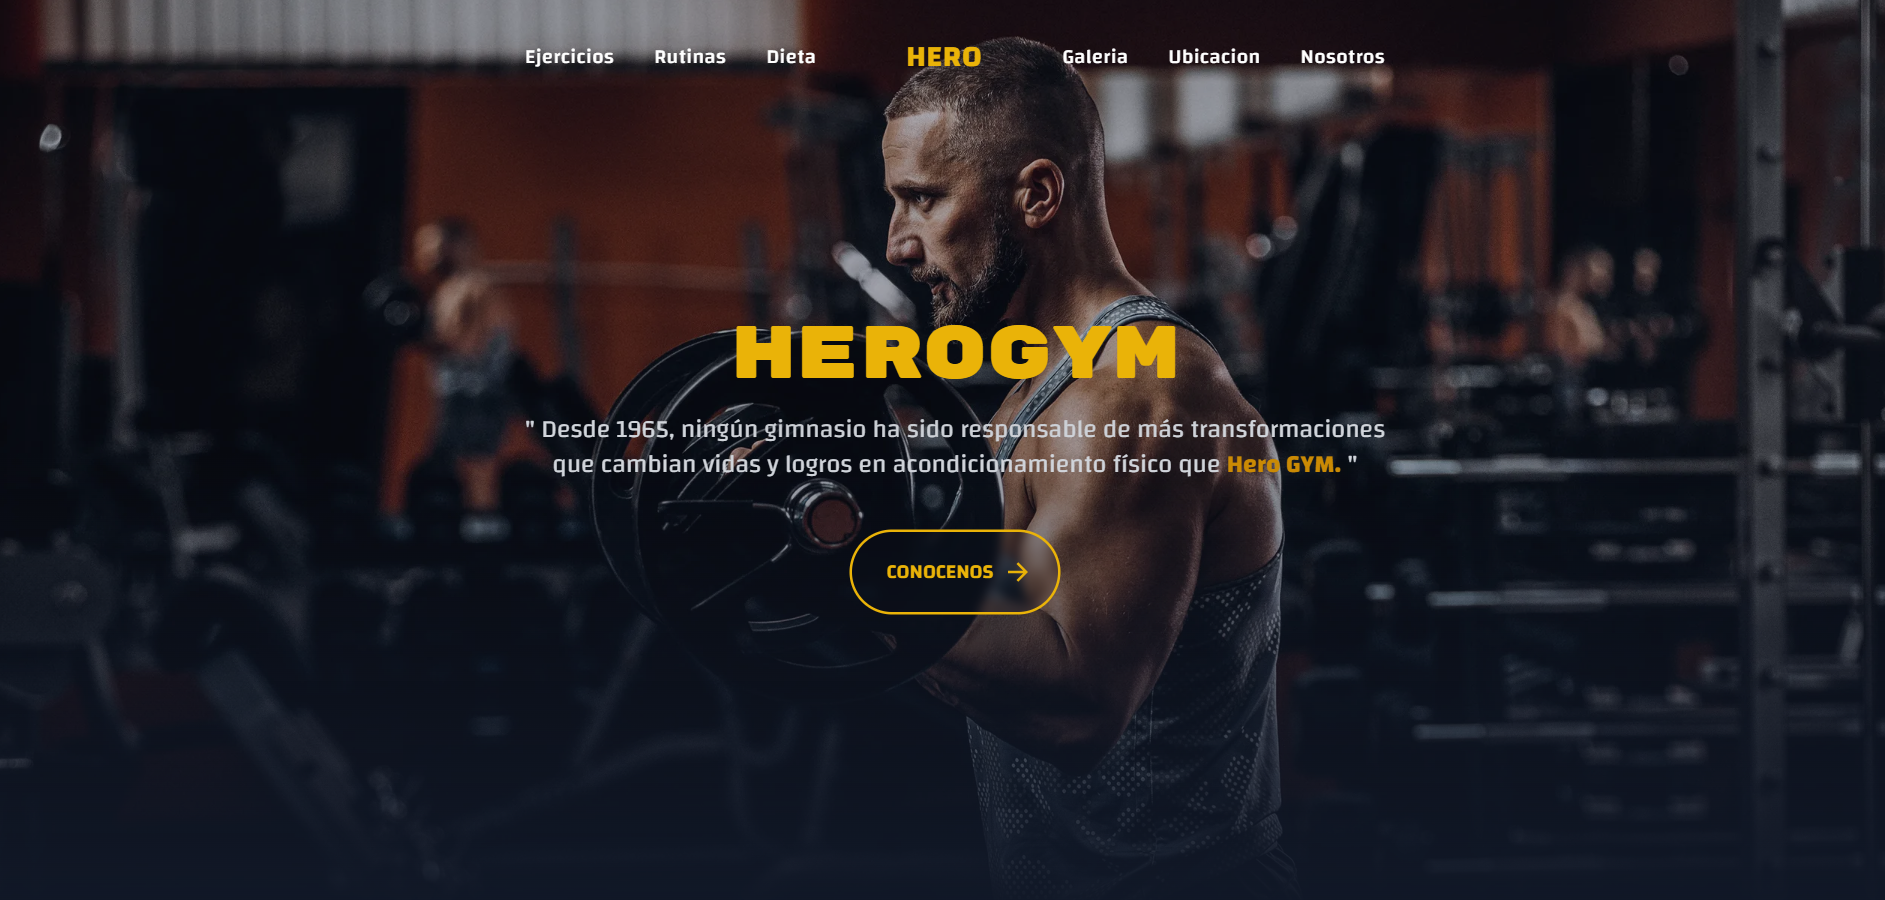 Ejercicios Rutinas Dieta HERO Galeria Ubicacion Nosotros
HEROGYM
" Desde 1965, ningún gimnasio ha sido responsable de más transformaciones
que cambian vidas y logros en acondicionamiento físico que Hero GYM. "
CONOCENOS